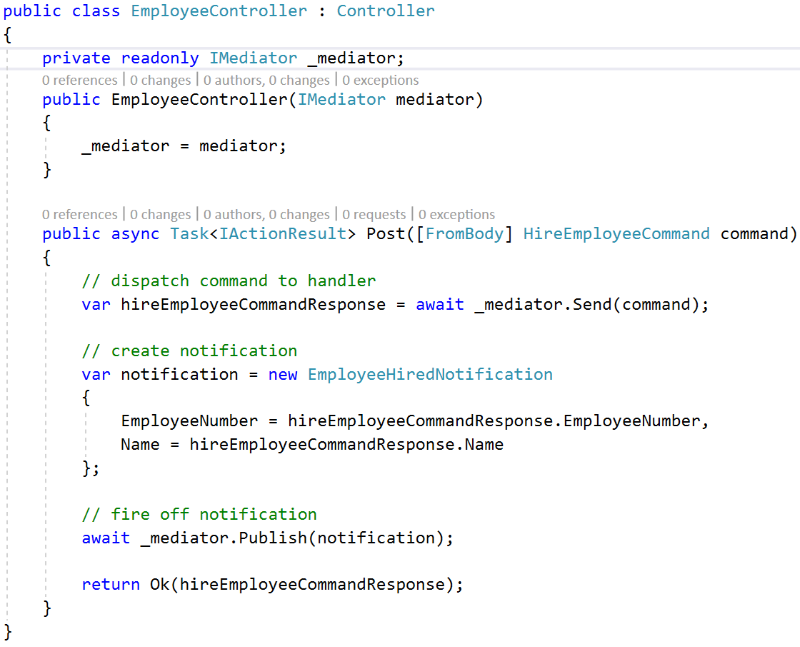 public class EmployeeController : Controller
{
private readonly IMediator _mediator;
0 references | 0 changes | 0 authors, 0 changes | 0 exceptions
public EmployeeController(IMediator mediator)
{
_mediator = mediator;
}
0 references | 0 changes | 0 authors, 0 changes | 0 requests | 0 exceptions
public async Task<IActionResult> Post([FromBody] HireEmployeeCommand command)
{
// dispatch command to handler
var hireEmployeeCommandResponse = await _mediator.Send(command);
// create notification
var notification = new EmployeeHiredNotification
{
EmployeeNumber = hireEmployeeCommandResponse.EmployeeNumber,
Name = hireEmployeeCommandResponse.Name
};
// fire off notification
await _mediator.Publish(notification);
return Ok(hireEmployeeCommandResponse);
}
}